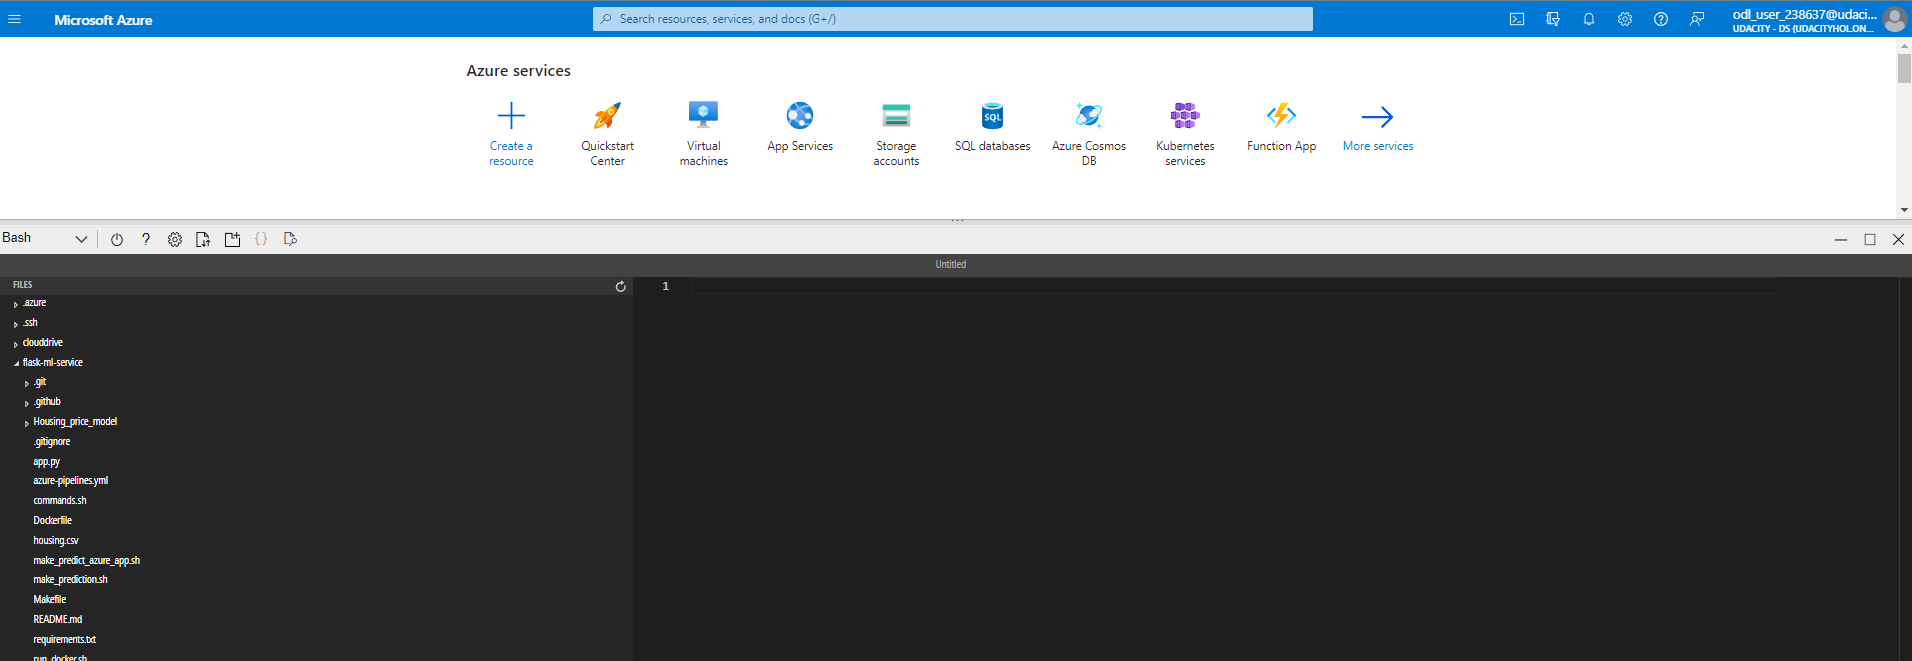 Microsoft Azure
Search resources, services, and docs (G+/)
odl_user_238637@udaci...
UDACITY - DS (UDACITYHOL.ON...
Azure services
Create a resource
Quickstart Center
Virtual machines
App Services
Storage accounts
SQL
SQL databases
Azure Cosmos DB
Kubernetes services
Function App
More services
Bash
Untitled
FILES
1
.azure
.ssh
clouddrive
flask-ml-service
.git
.github
Housing_price_model
.gitignore
app.py
azure-pipelines.yml
commands.sh
Dockerfile
housing.csv
make_predict_azure_app.sh
make_prediction.sh
Makefile
README.md
requirements.txt
run_docker.sh